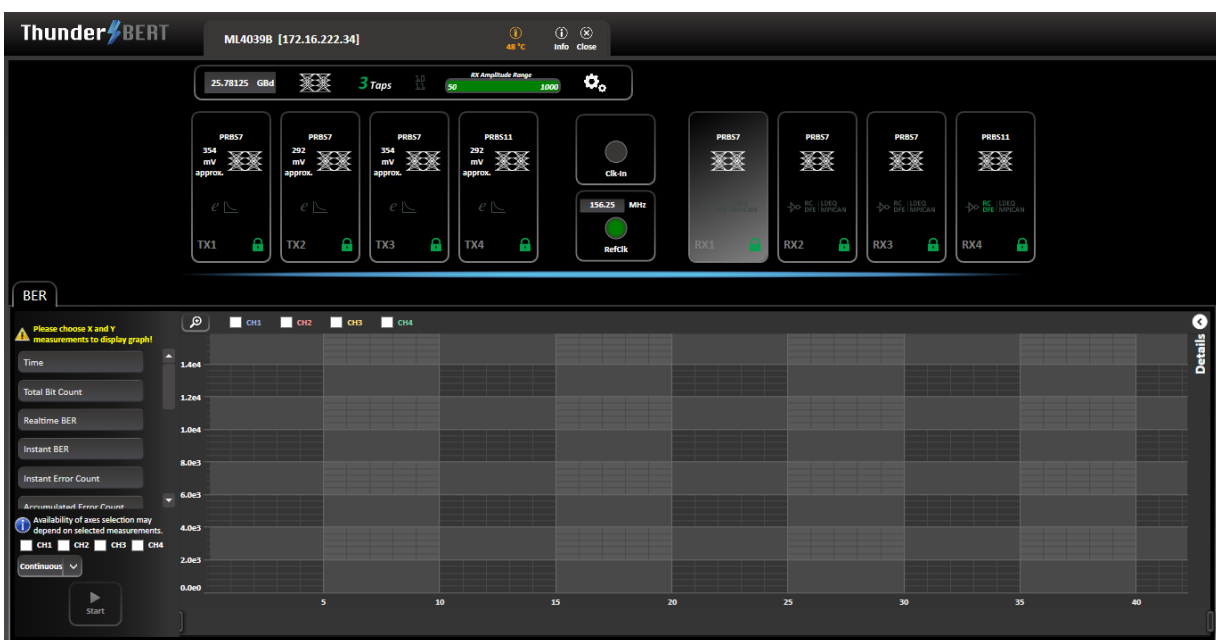 ThunderBERT
ML4039B [172.16.222.34]
48 °C
Info
Close
25.78125 GBd
3 Taps
RX Amplitude Range
50
1000
PRBS7
354
mV
approx.
e
TX1
PRBS7
292
mV
approx.
e
TX2
PRBS7
354
mV
approx.
e
TX3
PRBS11
292
mV
approx.
e
TX4
Clk-In
156.25 MHz
RefClk
PRBS7
RX1
PRBS7
RC LDEQ
DFE MPICAN
RX2
PRBS7
RC LDEQ
DFE MPICAN
RX3
PRBS11
RC LDEQ
DFE MPICAN
RX4
BER
Please choose X and Y
measurements to display graph!
Time
Total Bit Count
Realtime BER
Instant BER
Instant Error Count
Accumulated Error Count
Availability of axes selection may
depend on selected measurements.
CH1 CH2 CH3 CH4
Continuous
Start
CH1 CH2 CH3 CH4
Details
1.4e4
1.2e4
1.0e4
8.0e3
6.0e3
4.0e3
2.0e3
0.0e0
5 10 15 20 25 30 35 40